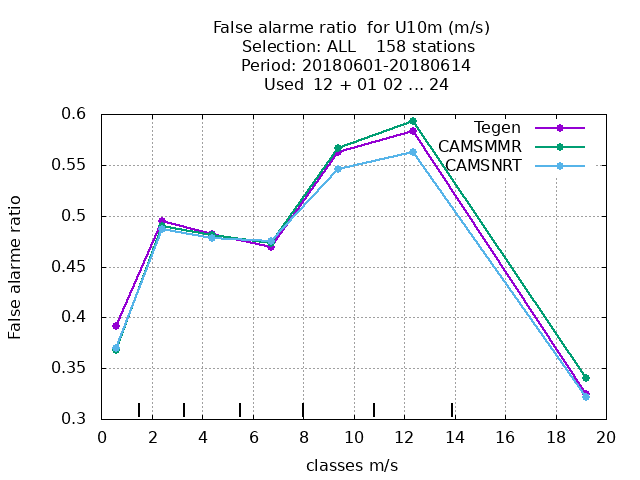 False alarme ratio  for U10m (m/s)
Selection: ALL    158 stations
Period: 20180601-20180614
Used  12 + 01 02 ... 24
False alarme ratio
0.6
0.55
0.5
0.45
0.4
0.35
0.3
Tegen
CAMSMMR
CAMSNRT
0 2 4 6 8 10 12 14 16 18 20
classes m/s